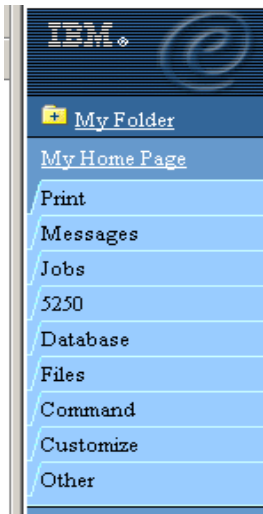 IBM®
My Folder
My Home Page
Print
Messages
Jobs
5250
Database
Files
Command
Customize
Other